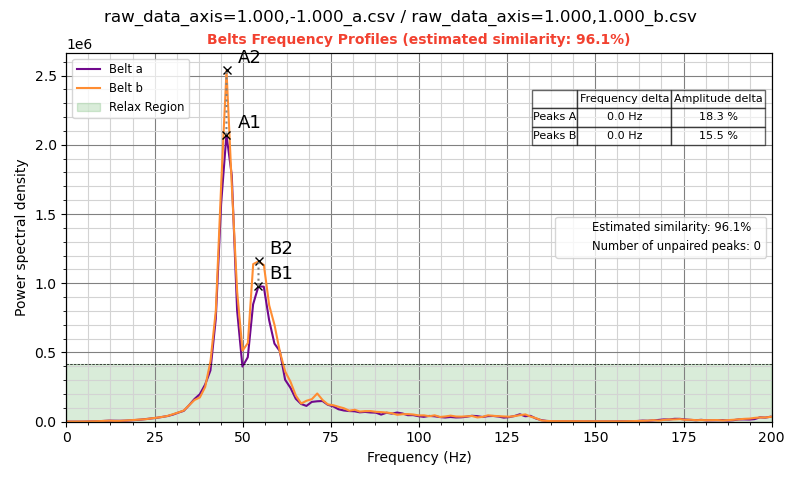 raw_data_axis=1.000,-1.000_a.csv / raw_data_axis=1.000,1.000_b.csv
Belts Frequency Profiles (estimated similarity: 96.1%)
1e6
Belt a
Belt b
Relax Region
A2
A1
B2
B1
Frequency delta Amplitude delta
Peaks A 0.0 Hz 18.3 %
Peaks B 0.0 Hz 15.5 %
Estimated similarity: 96.1%
Number of unpaired peaks: 0
Power spectral density
2.5
2.0
1.5
1.0
0.5
0.0
0 25 50 75 100 125 150 175 200
Frequency (Hz)